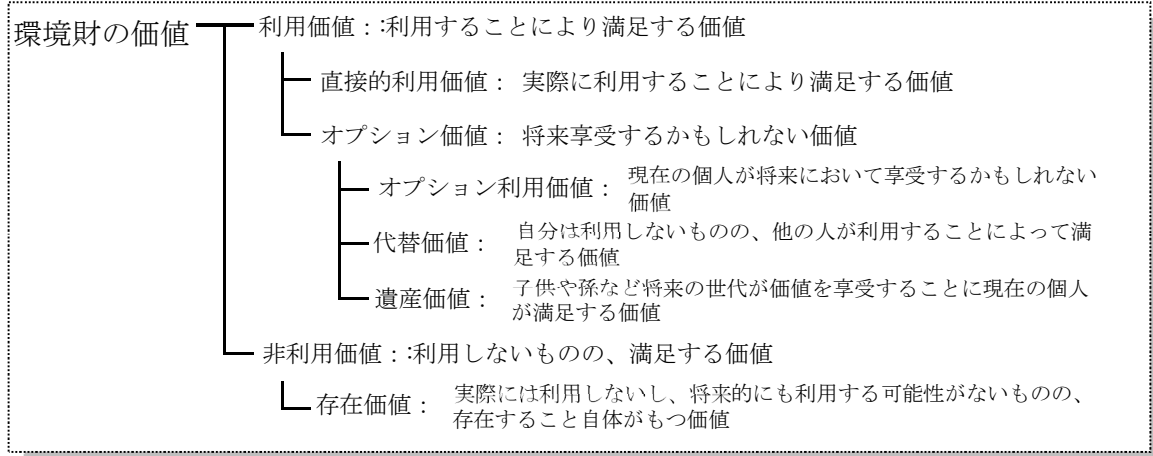 環境財の価値
利用価値：:利用することにより満足する価値
直接的利用価値： 実際に利用することにより満足する価値
オプション価値： 将来享受するかもしれない価値
オプション利用価値： 現在の個人が将来において享受するかもしれない
価値
代替価値： 自分は利用しないものの、他の人が利用することによって満
足する価値
遺産価値： 子供や孫など将来の世代が価値を享受することに現在の個人
が満足する価値
非利用価値：:利用しないものの、満足する価値
存在価値： 実際には利用しないし、将来的にも利用する可能性がないものの、
存在すること自体がもつ価値